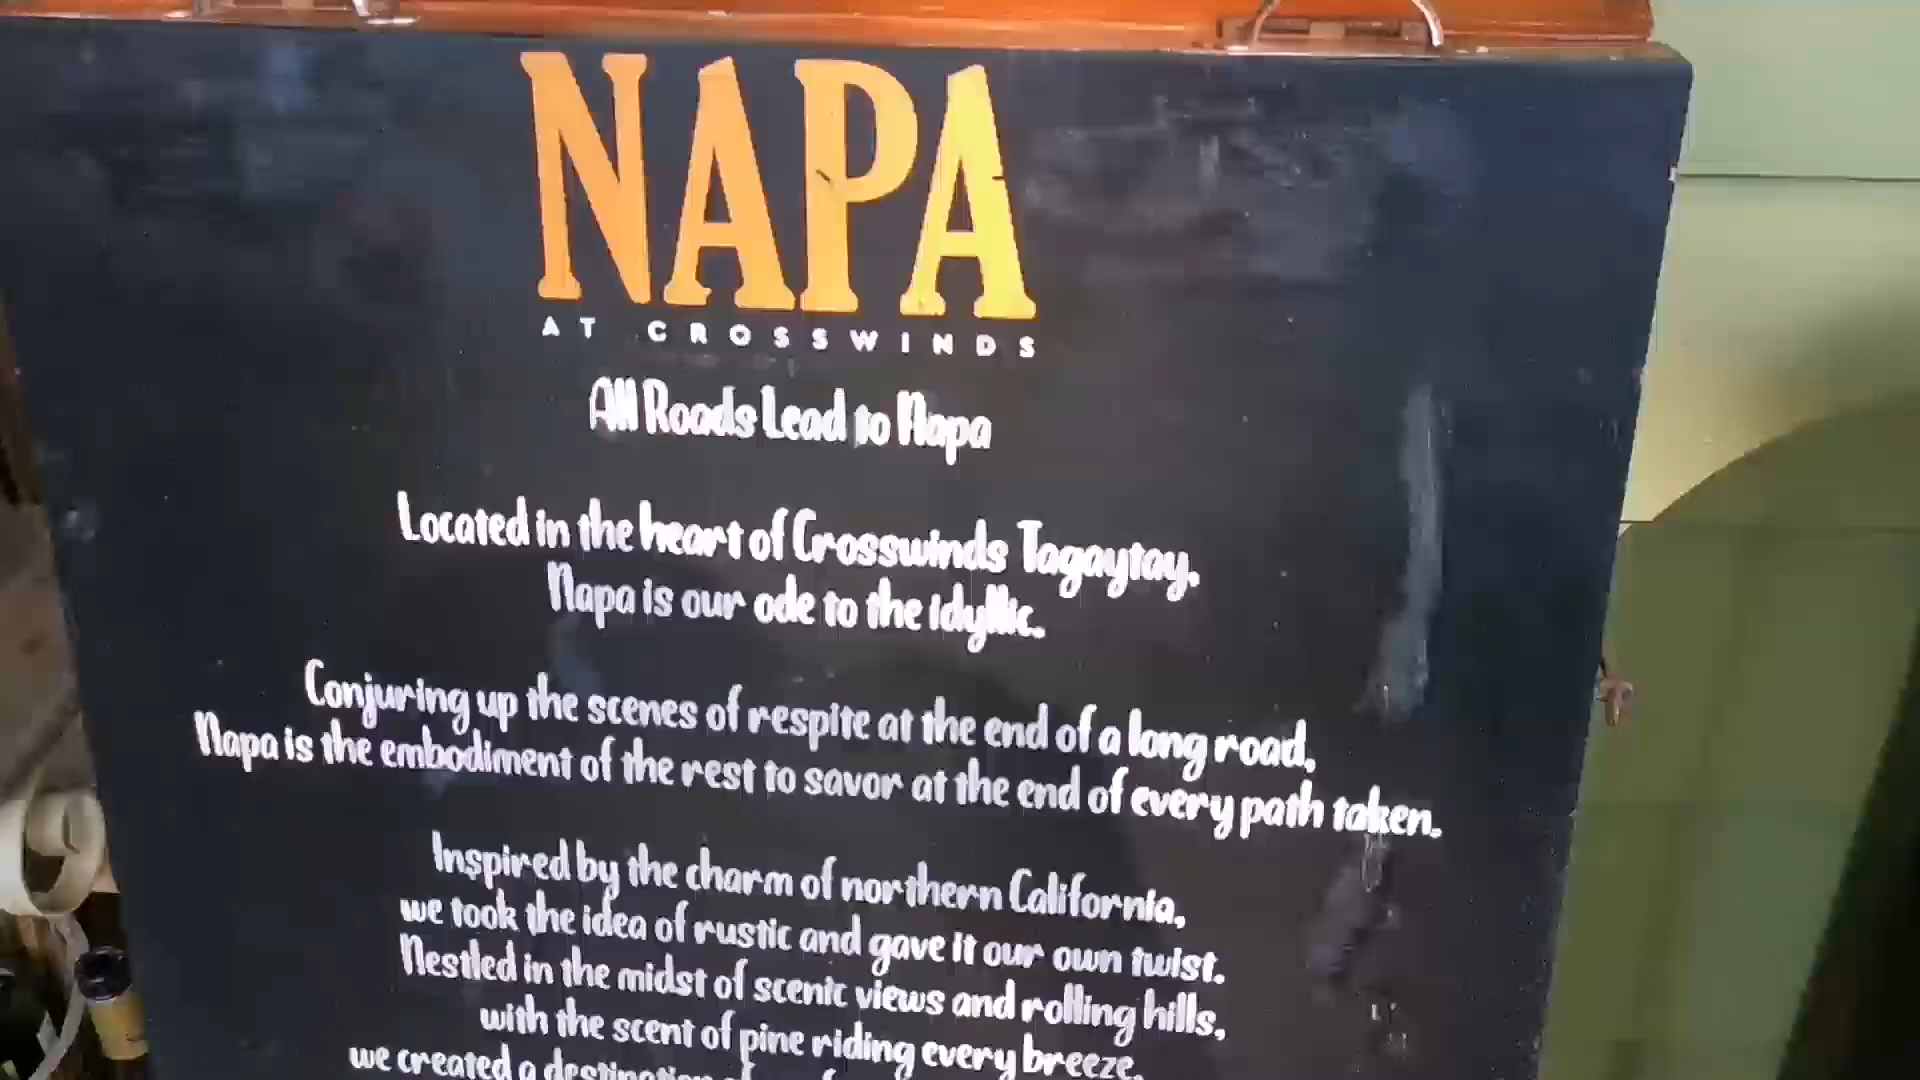 NAPA
AT CROSSWINDS
All Roads Lead to Napa
Located in the heart of Crosswinds Tagaytay,
Napa is our ode to the idyllic.
Conjuring up the scenes of respite at the end of a long road,
Napa is the embodiment of the rest to savor at the end of every path taken.
Inspired by the charm of northern California,
we took the idea of rustic and gave it our own twist.
Nestled in the midst of scenic views and rolling hills,
with the scent of pine riding every breeze,
we created a destination